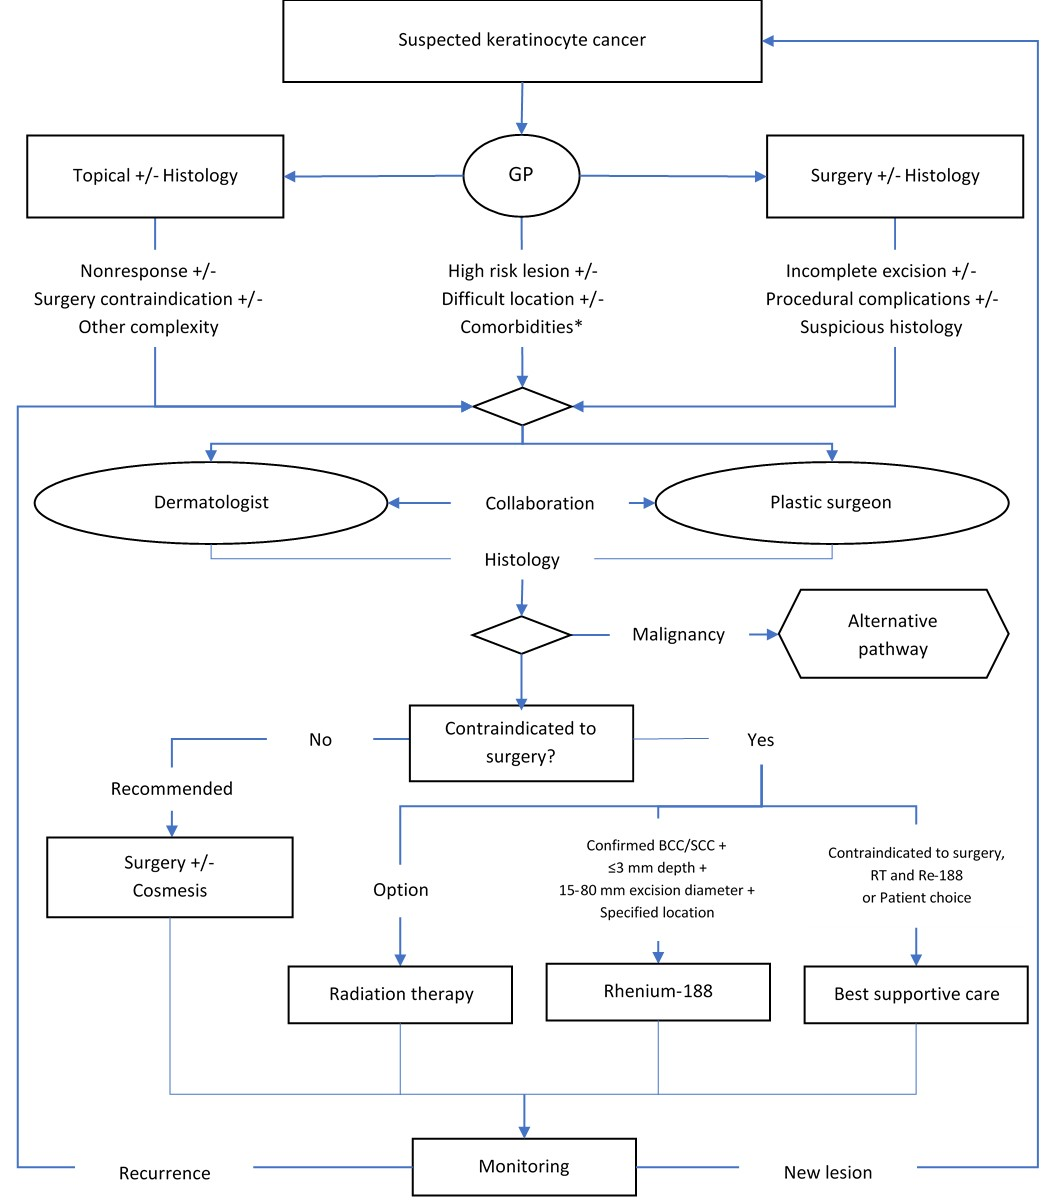 Suspected keratinocyte cancer
Topical +/- Histology
GP
Surgery +/- Histology
Nonresponse +/-
Surgery contraindication +/-
Other complexity
High risk lesion +/-
Difficult location +/-
Comorbidities*
Incomplete excision +/-
Procedural complications +/-
Suspicious histology
Dermatologist
Collaboration
Plastic surgeon
Histology
Malignancy
Alternative
pathway
Contraindicated to
surgery?
No
Yes
Recommended
Surgery +/-
Cosmesis
Option
Confirmed BCC/SCC +
≤3 mm depth +
15-80 mm excision diameter +
Specified location
Contraindicated to surgery,
RT and Re-188
or Patient choice
Radiation therapy
Rhenium-188
Best supportive care
Monitoring
Recurrence
New lesion